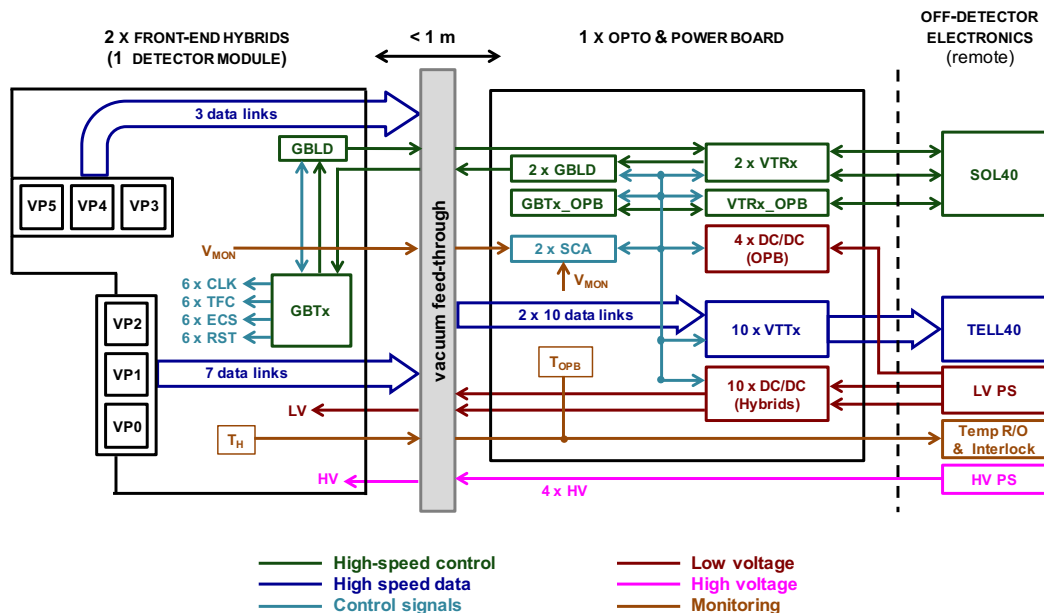 2 x FRONT-END HYBRIDS
(1 DETECTOR MODULE)
< 1 m
1 x OPTO & POWER BOARD
OFF-DETECTOR
ELECTRONICS
(remote)
3 data links
GBLD
VP5
VP4
VP3
V_MON
6 x CLK
6 x TFC
6 x ECS
6 x RST
GBTx
VP2
VP1
VP0
7 data links
LV
T_H
HV
vacuum feed-through
2 x GBLD
GBTx_OPB
2 x SCA
V_MON
2 x VTRx
VTRx_OPB
4 x DC/DC
(OPB)
2 x 10 data links
10 x VTTx
T_OPB
10 x DC/DC
(Hybrids)
4 x HV
SOL40
TELL40
LV PS
Temp R/O
& Interlock
HV PS
High-speed control
High speed data
Control signals
Low voltage
High voltage
Monitoring